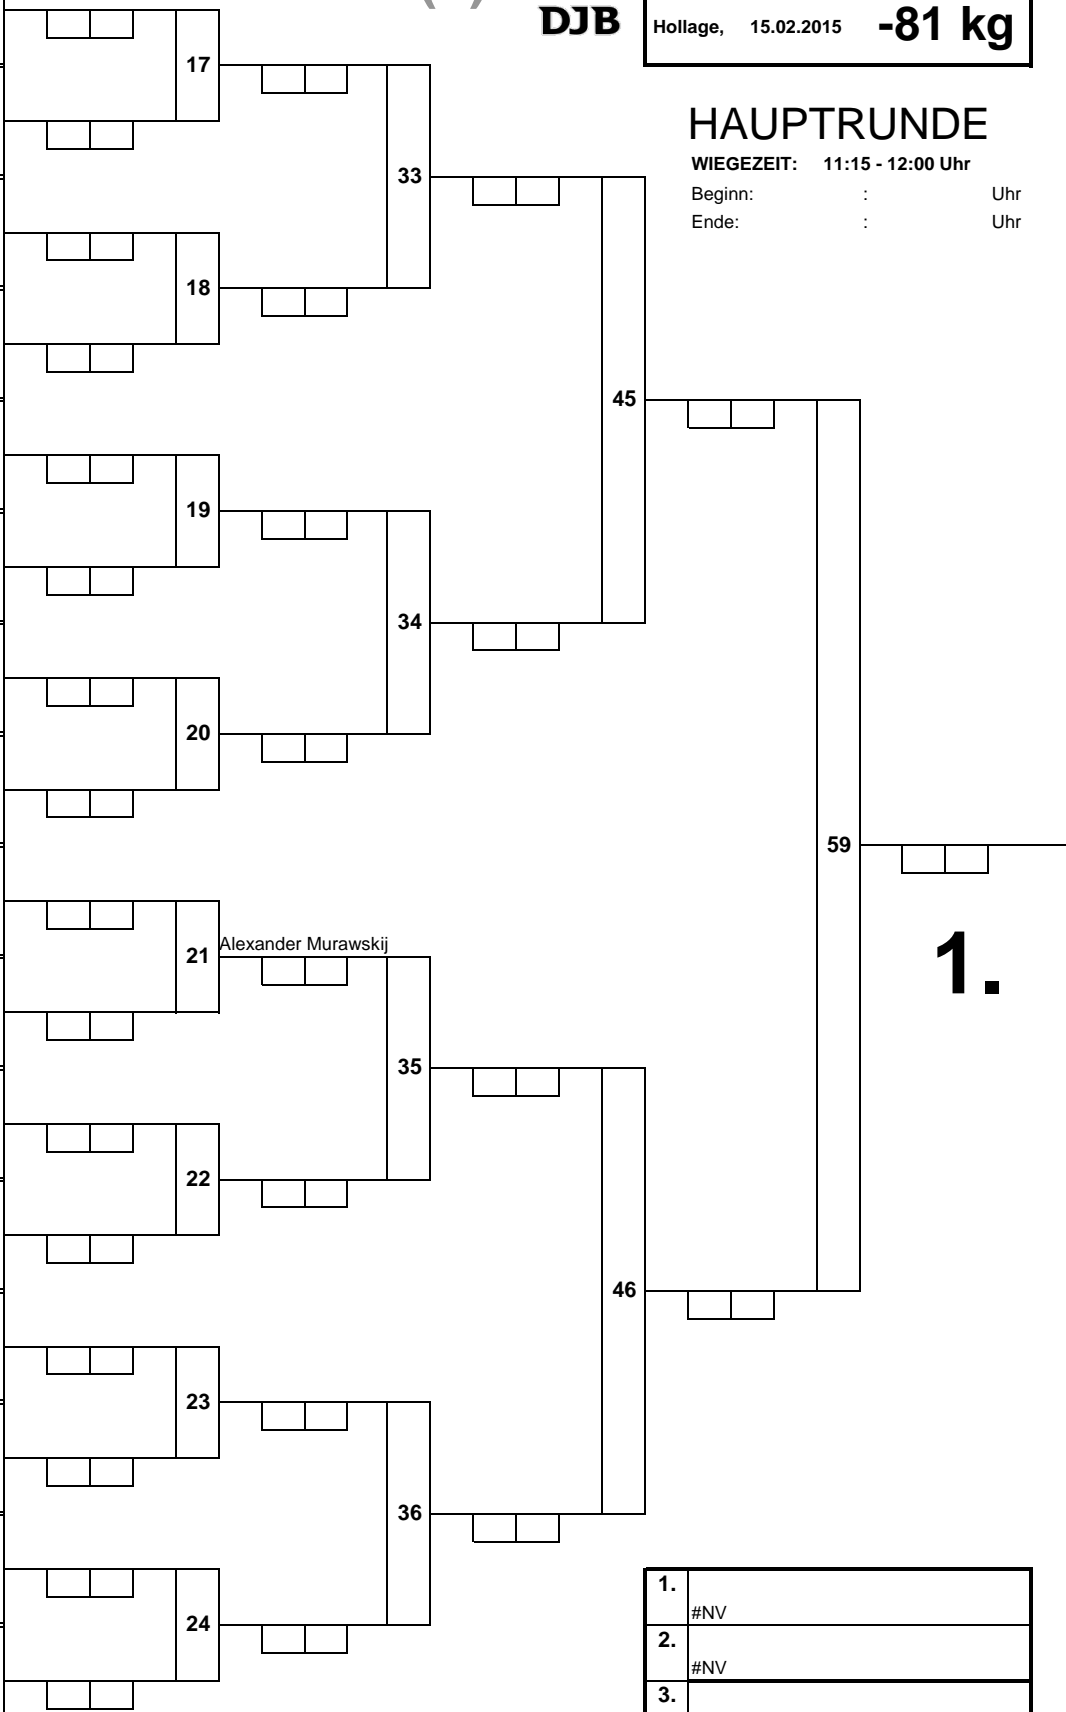 DJB
Hollage, 15.02.2015 -81 kg
HAUPTRUNDE
WIEGEZEIT: 11:15 - 12:00 Uhr
Beginn: : Uhr
Ende: : Uhr
17
33
18
45
19
34
20
59
21 Alexander Murawskij
1.
35
22
46
23
36
24
1.
#NV
2.
#NV
3.